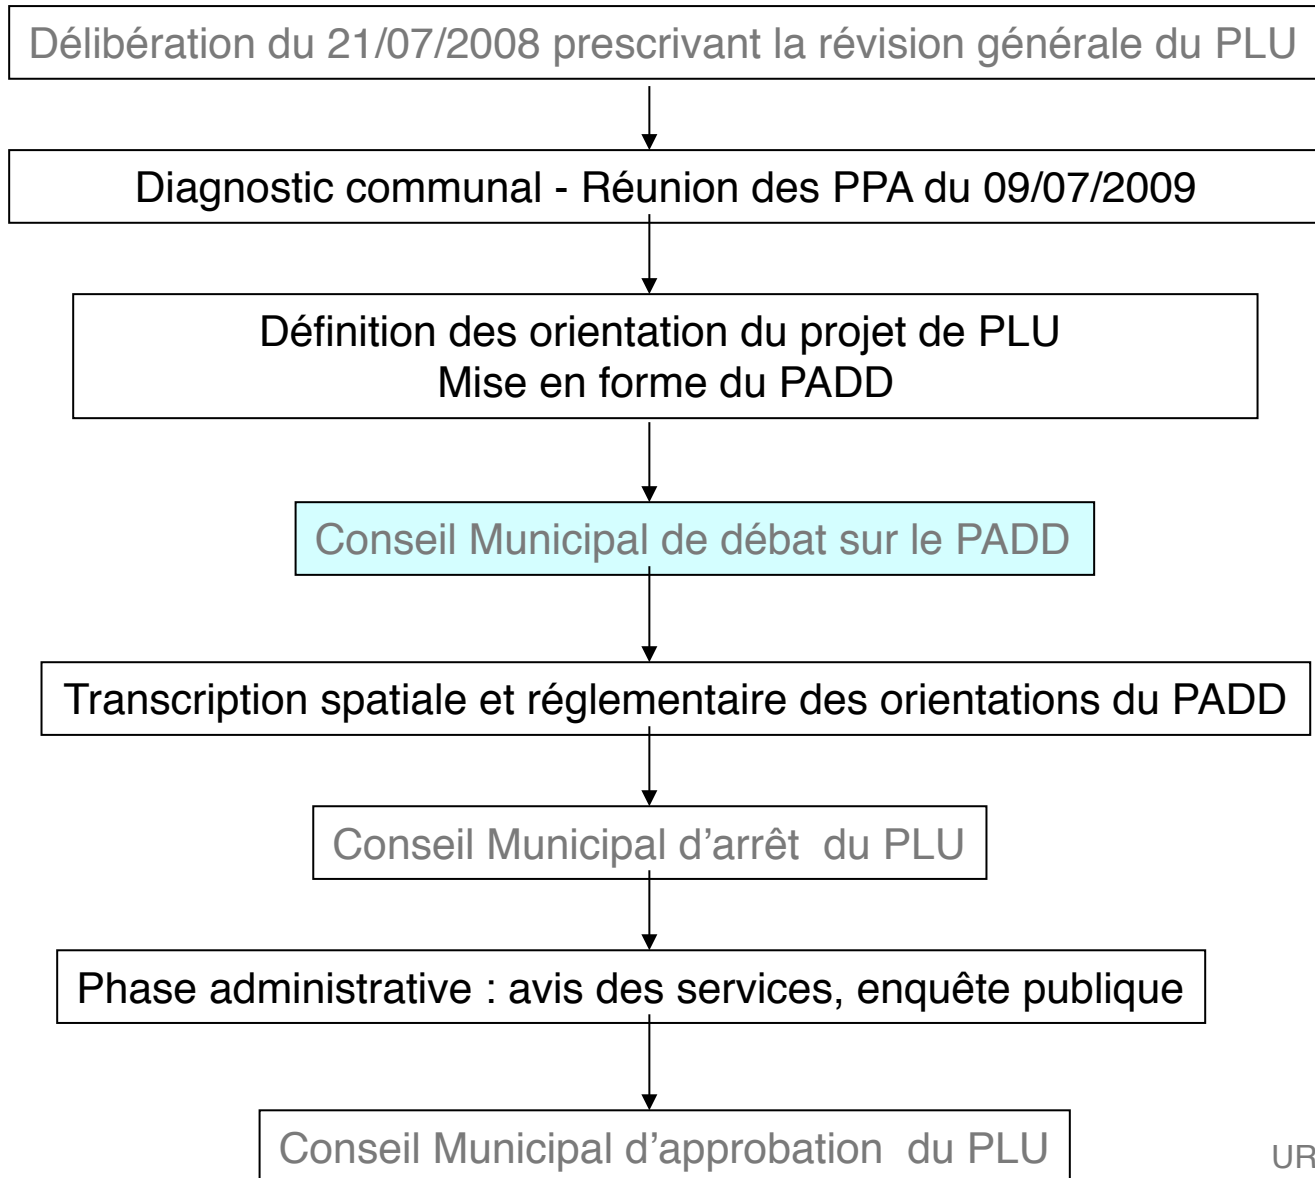 Délibération du 21/07/2008 prescrivant la révision générale du PLU
Diagnostic communal - Réunion des PPA du 09/07/2009
Définition des orientation du projet de PLU
Mise en forme du PADD
Conseil Municipal de débat sur le PADD
Transcription spatiale et réglementaire des orientations du PADD
Conseil Municipal d’arrêt  du PLU
Phase administrative : avis des services, enquête publique
Conseil Municipal d’approbation  du PLU